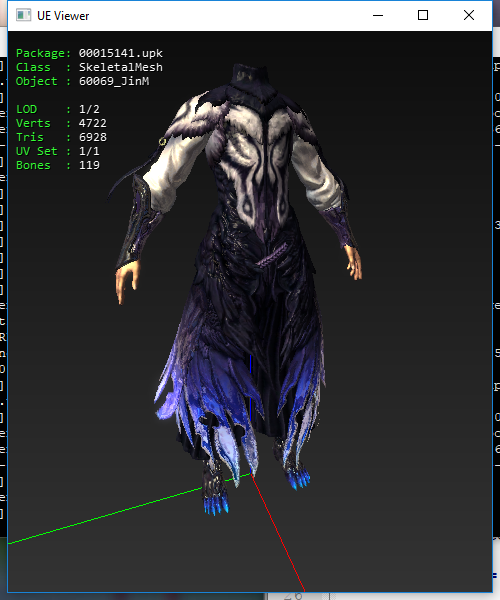 UE Viewer
Package: 00015141.upk
Class : SkeletalMesh
Object : 60069_JinM
LOD : 1/2
Verts : 4722
Tris : 6928
UV Set : 1/1
Bones : 119